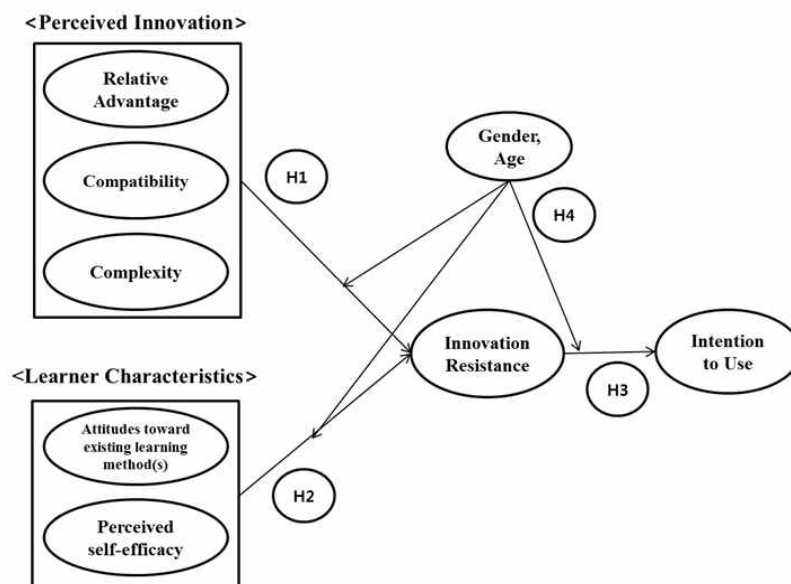 <Perceived Innovation>
Relative
Advantage
Compatibility
Complexity
H1
Gender,
Age
H4
Innovation
Resistance
H3
Intention
to Use
<Learner Characteristics>
Attitudes toward
existing learning
method(s)
Perceived
self-efficacy
H2